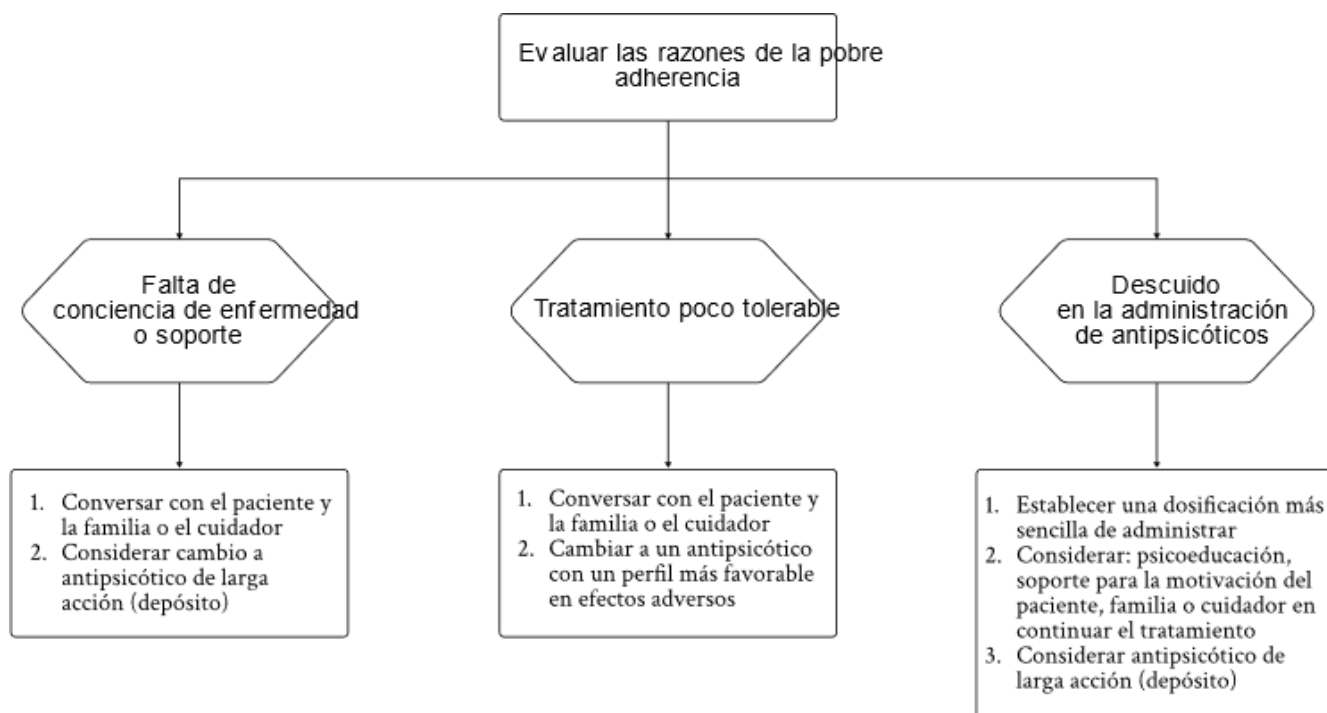 Evaluar las razones de la pobre
adherencia
Falta de
conciencia de enfermedad
o soporte
Tratamiento poco tolerable
Descuido
en la administración
de antipsicóticos
1. Conversar con el paciente y
la familia o el cuidador
2. Considerar cambio a
antipsicótico de larga
acción (depósito)
1. Conversar con el paciente y
la familia o el cuidador
2. Cambiar a un antipsicótico
con un perfil más favorable
en efectos adversos
1. Establecer una dosificación más
sencilla de administrar
2. Considerar: psicoeducación,
soporte para la motivación del
paciente, familia o cuidador en
continuar el tratamiento
3. Considerar antipsicótico de
larga acción (depósito)